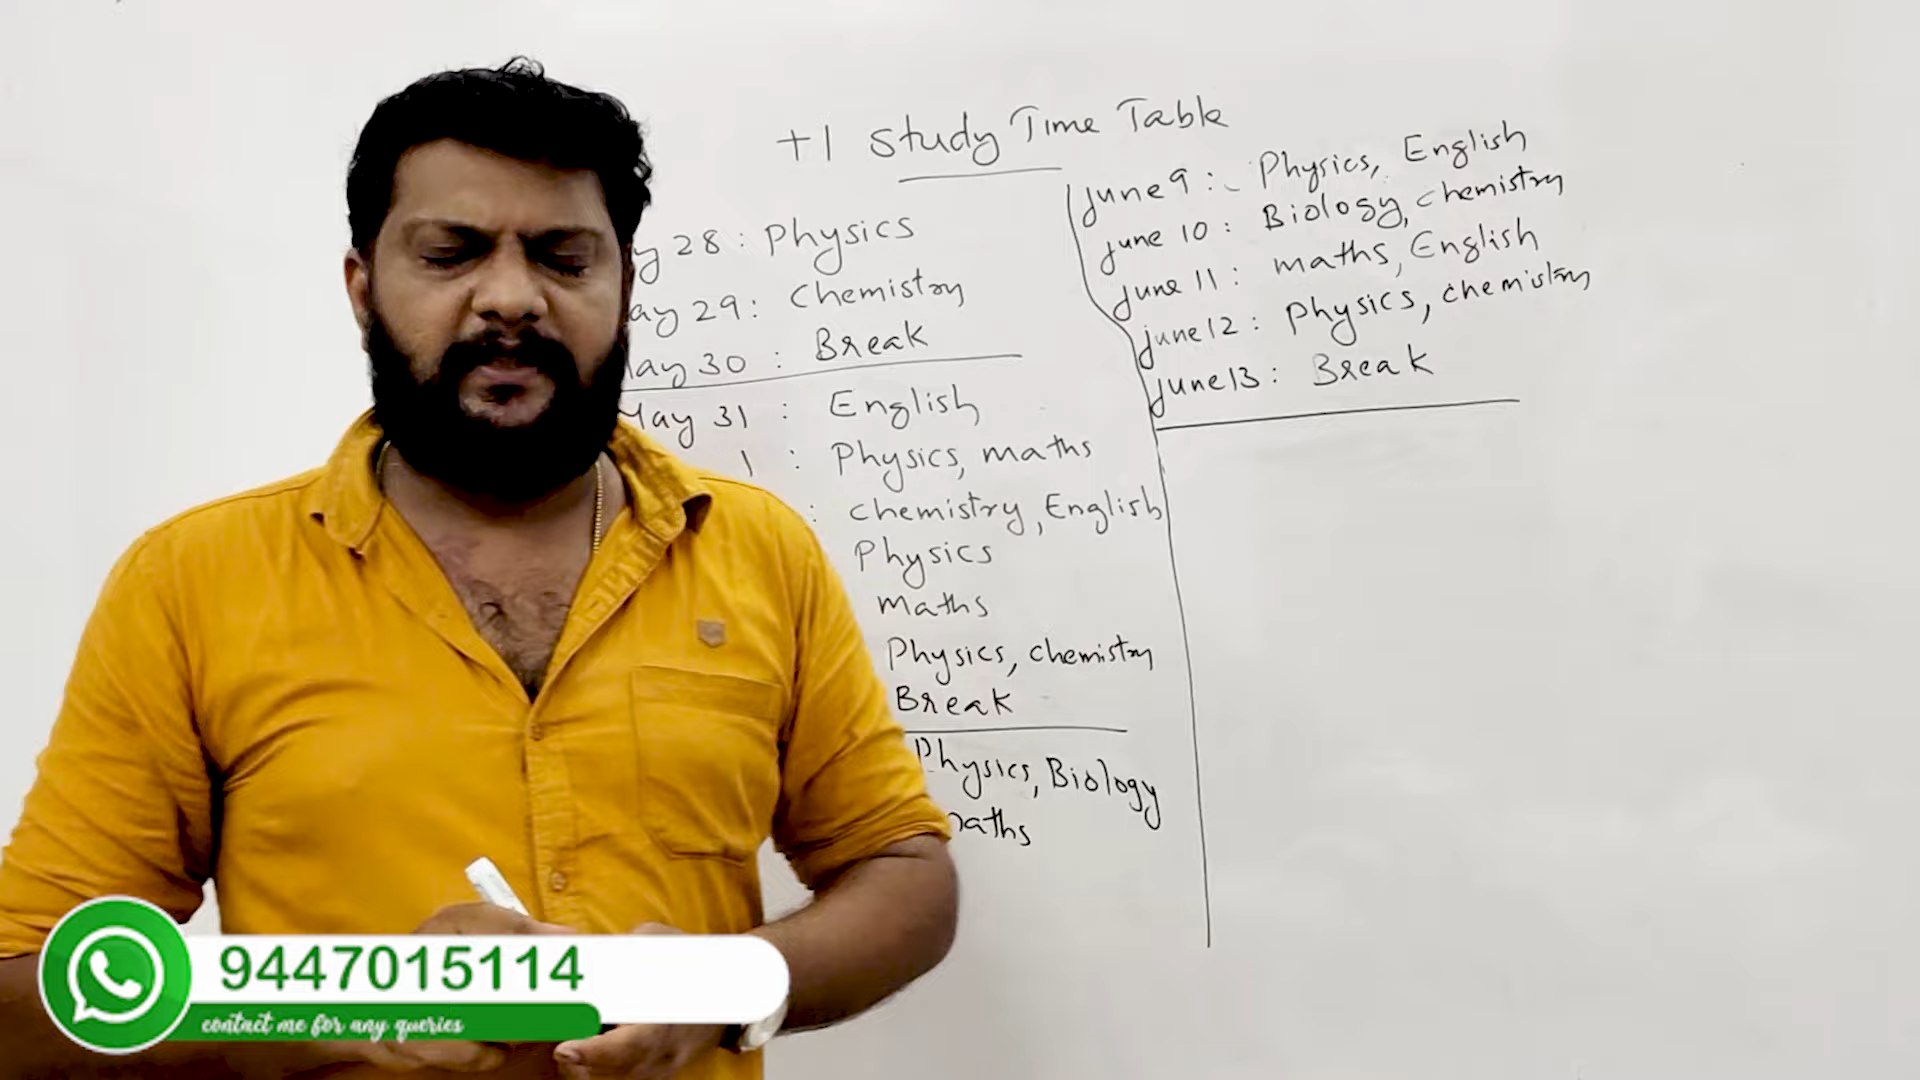 +1 Study Time Table
y 28 : Physics
ay 29 : Chemistry
ay 30 : Break
May 31 : English
1 : Physics, maths
: chemistry, English
Physics
maths
Physics, chemistry
Break
Physics, Biology
maths
june 9 :- Physics, English
june 10 : Biology, chemistry
june 11 : maths, English
june 12 : Physics, chemistry
june 13 : Break
9447015114
contact me for any queries